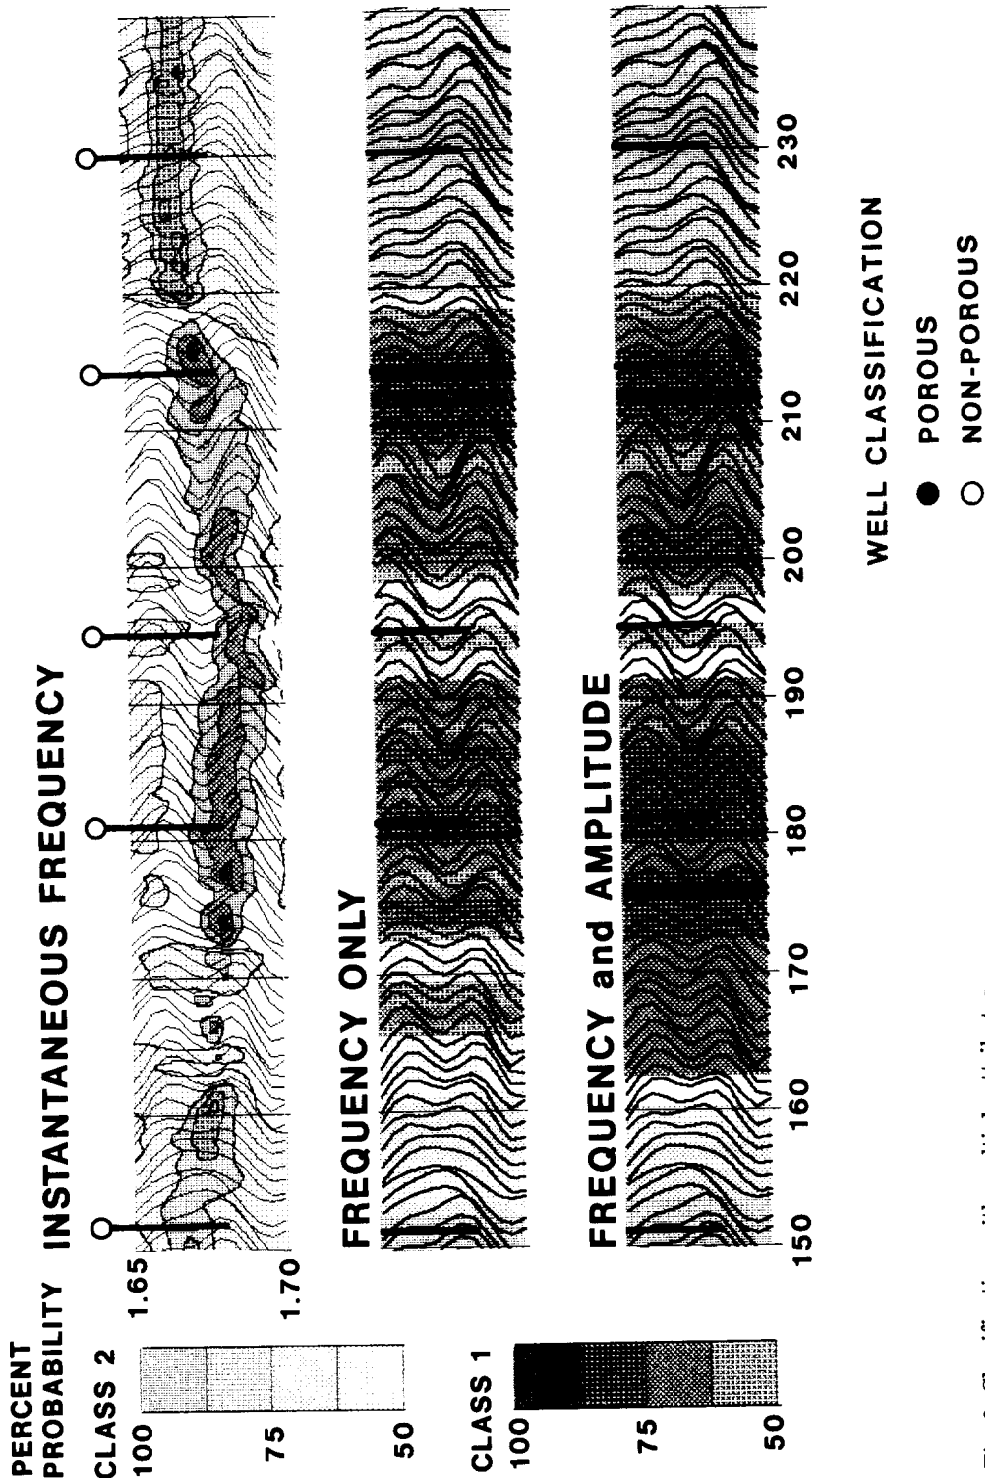 PERCENT
PROBABILITY
CLASS 2
100
75
50
CLASS 1
100
75
50
INSTANTANEOUS FREQUENCY
1.65
1.70
FREQUENCY ONLY
FREQUENCY and AMPLITUDE
150 160 170 180 190 200 210 220 230
WELL CLASSIFICATION
POROUS
NON-POROUS